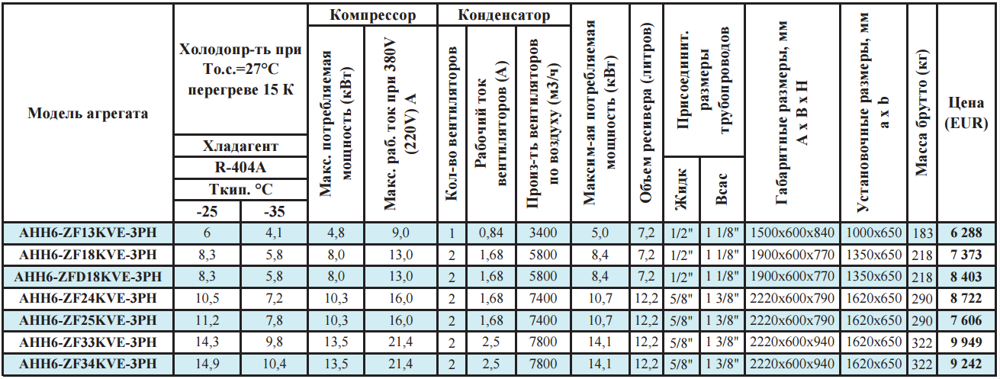 Модель агрегата
Холодопр-ть при
То.с.=27°С
перегреве 15 К
Хладагент
R-404A
Ткип. °С
-25 -35
Компрессор
Макс. потребляемая
мощность (кВт)
Макс. раб. ток при 380V
(220V) А
Конденсатор
Кол-во вентиляторов
Рабочий ток
вентиляторов (А)
Произ-ть вентиляторов
по воздуху (м3/ч)
Максим-ая потребляемая
мощность (кВт)
Объем ресивера (литров)
Присоединит.
размеры
трубопроводов
Жидк
Всас
Габаритные размеры, мм
А х В х Н
Установочные размеры, мм
а х b
Масса брутто (кг)
Цена
(EUR)
АНН6-ZF13KVE-3PH 6 4,1 4,8 9,0 1 0,84 3400 5,0 7,2 1/2" 1 1/8" 1500x600x840 1000x650 183 6 288
АНН6-ZF18KVE-3PH 8,3 5,8 8,0 13,0 2 1,68 5800 8,4 7,2 1/2" 1 1/8" 1900x600x770 1350x650 218 7 373
АНН6-ZFD18KVE-3PH 8,3 5,8 8,0 13,0 2 1,68 5800 8,4 7,2 1/2" 1 1/8" 1900x600x770 1350x650 218 8 403
АНН6-ZF24KVE-3PH 10,5 7,2 10,3 16,0 2 1,68 7400 10,7 12,2 5/8" 1 3/8" 2220x600x790 1620x650 290 8 722
АНН6-ZF25KVE-3PH 11,2 7,8 10,3 16,0 2 1,68 7400 10,7 12,2 5/8" 1 3/8" 2220x600x790 1620x650 290 7 606
АНН6-ZF33KVE-3PH 14,3 9,8 13,5 21,4 2 2,5 7800 14,1 12,2 5/8" 1 3/8" 2220x600x940 1620x650 322 9 949
АНН6-ZF34KVE-3PH 14,9 10,4 13,5 21,4 2 2,5 7800 14,1 12,2 5/8" 1 3/8" 2220x600x940 1620x650 322 9 242